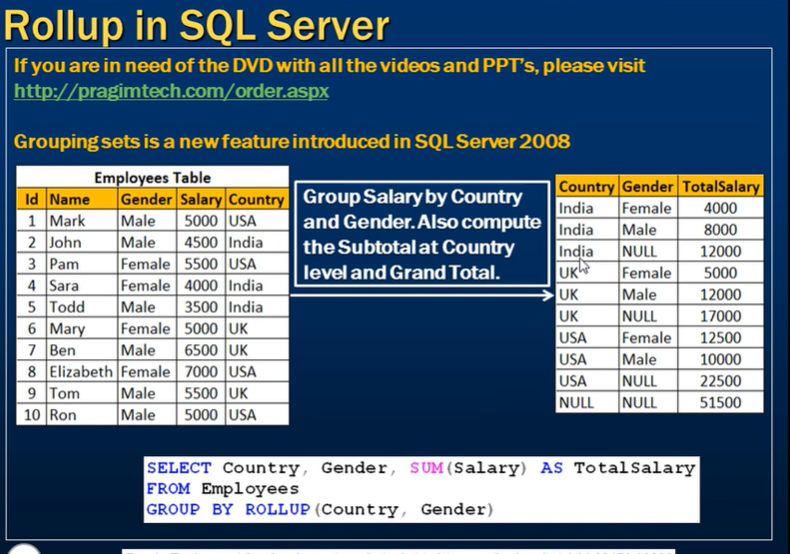 Rollup in SQL Server
If you are in need of the DVD with all the videos and PPT's, please visit
http://pragimtech.com/order.aspx
Grouping sets is a new feature introduced in SQL Server 2008
Employees Table
Id Name Gender Salary Country
1 Mark Male 5000 USA
2 John Male 4500 India
3 Pam Female 5500 USA
4 Sara Female 4000 India
5 Todd Male 3500 India
6 Mary Female 5000 UK
7 Ben Male 6500 UK
8 Elizabeth Female 7000 USA
9 Tom Male 5500 UK
10 Ron Male 5000 USA
Group Salary by Country
and Gender. Also compute
the Subtotal at Country
level and Grand Total.
Country Gender TotalSalary
India Female 4000
India Male 8000
India NULL 12000
UK Female 5000
UK Male 12000
UK NULL 17000
USA Female 12500
USA Male 10000
USA NULL 22500
NULL NULL 51500
SELECT Country, Gender, SUM(Salary) AS TotalSalary
FROM Employees
GROUP BY ROLLUP(Country, Gender)